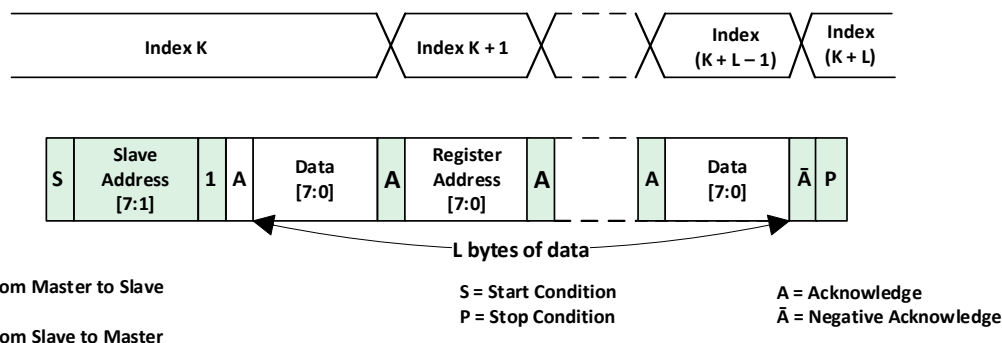 Index K
Index K + 1
Index
(K + L – 1)
Index
(K + L)
S
Slave
Address
[7:1]
1
A
Data
[7:0]
A
Register
Address
[7:0]
A
A
Data
[7:0]
Ā
P
L bytes of data
om Master to Slave
om Slave to Master
S = Start Condition
P = Stop Condition
A = Acknowledge
Ā = Negative Acknowledge